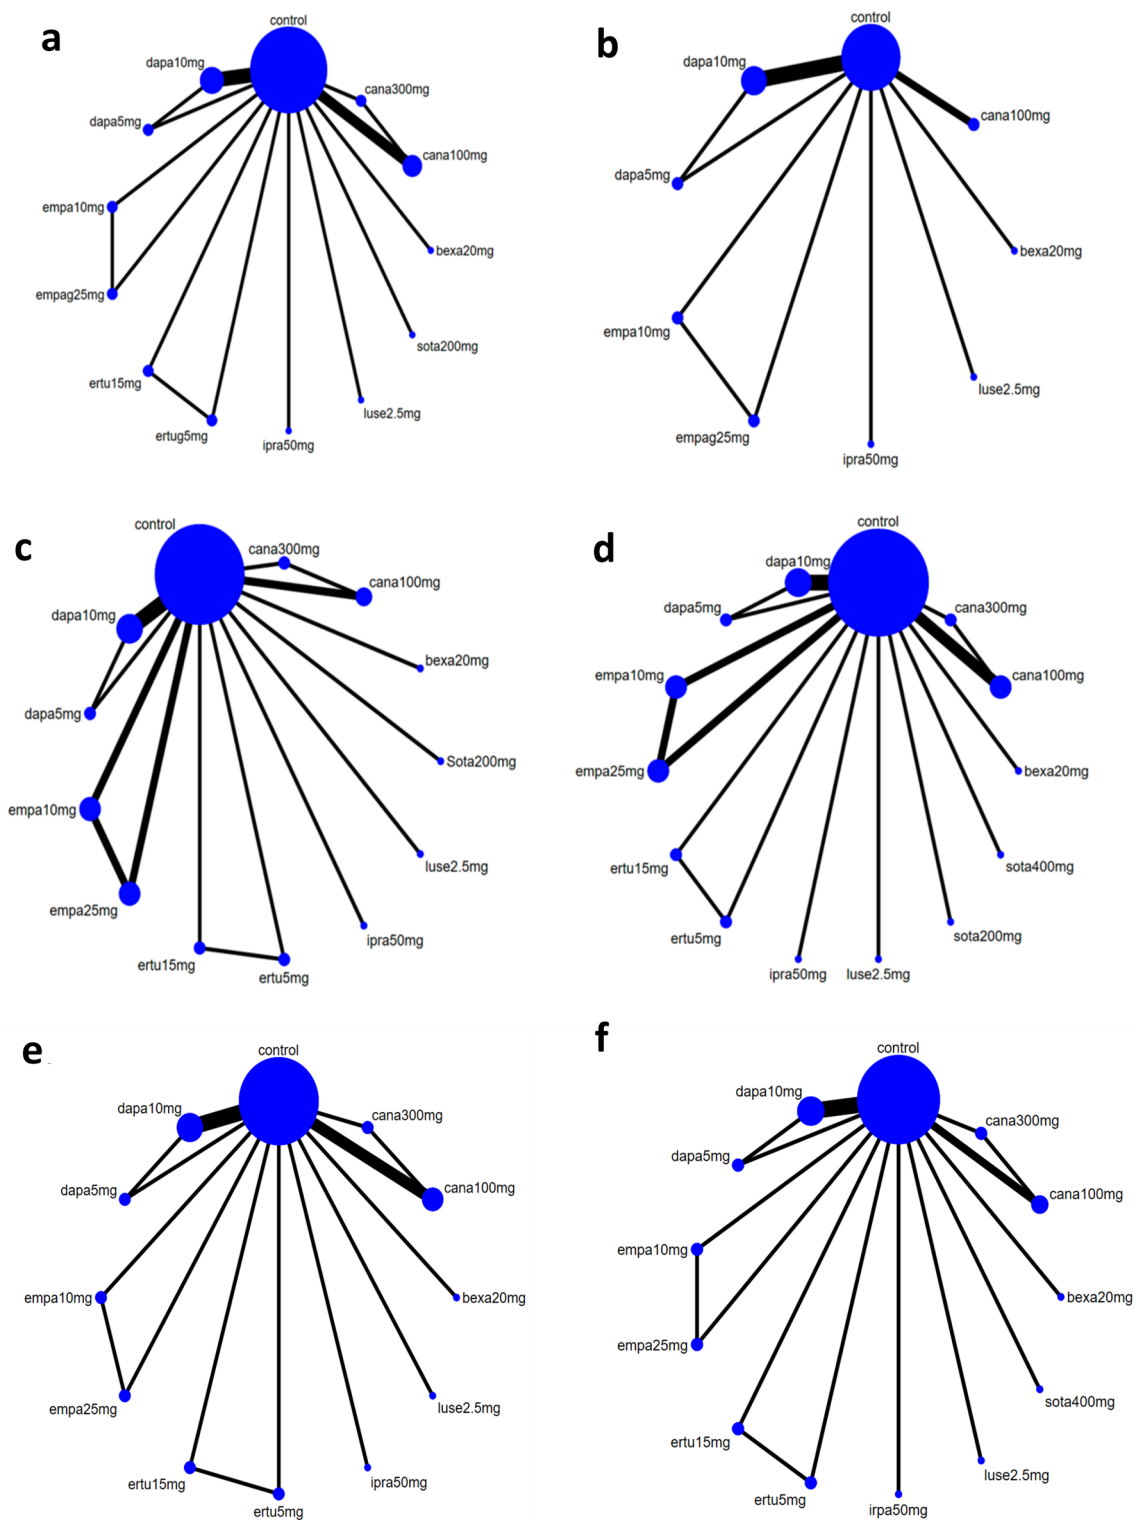 a
control
dapa10mg
cana300mg
dapa5mg
cana100mg
empa10mg
bexa20mg
empag25mg
sota200mg
ertu15mg
luse2.5mg
ertug5mg
ipra50mg
b
control
dapa10mg
cana100mg
dapa5mg
bexa20mg
empa10mg
luse2.5mg
empag25mg
ipra50mg
c
control
cana300mg
cana100mg
dapa10mg
bexa20mg
dapa5mg
Sota200mg
empa10mg
luse2.5mg
empa25mg
ipra50mg
ertu15mg
ertu5mg
d
control
dapa10mg
dapa5mg
cana300mg
empa10mg
cana100mg
empa25mg
bexa20mg
ertu15mg
sota400mg
ertu5mg
sota200mg
ipra50mg
luse2.5mg
e
control
dapa10mg
cana300mg
dapa5mg
cana100mg
empa10mg
bexa20mg
empa25mg
luse2.5mg
ertu15mg
ipra50mg
ertu5mg
f
control
dapa10mg
cana300mg
dapa5mg
cana100mg
empa10mg
bexa20mg
empa25mg
sota400mg
ertu15mg
luse2.5mg
ertu5mg
irpa50mg